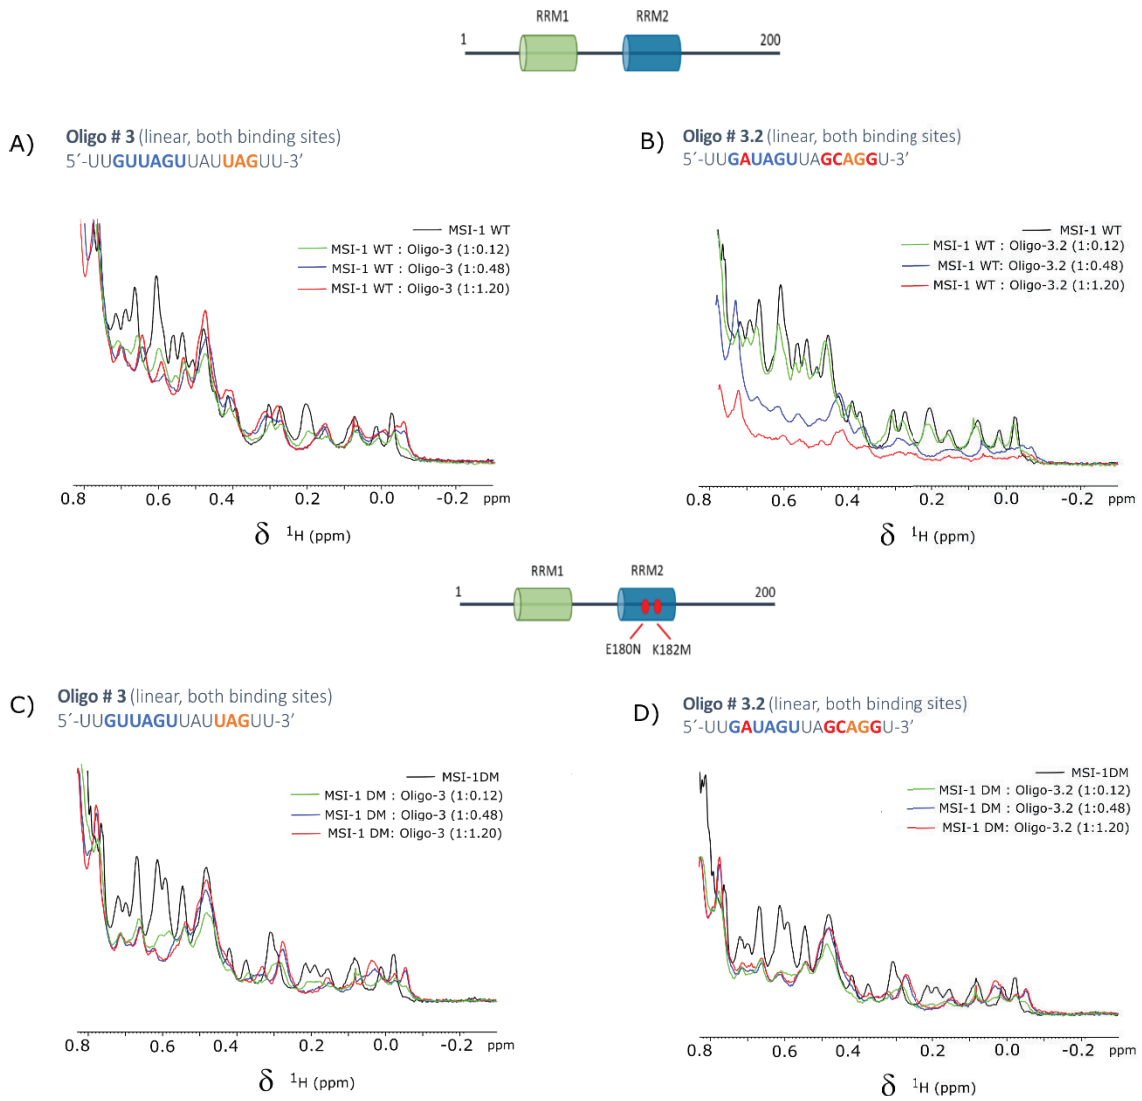 RRM1 RRM2
1 200
A) Oligo # 3 (linear, both binding sites)
5´-UUGUUAGUUAUUAGUU-3’
MSI-1 WT
MSI-1 WT : Oligo-3 (1:0.12)
MSI-1 WT : Oligo-3 (1:0.48)
MSI-1 WT : Oligo-3 (1:1.20)
0.8 0.6 0.4 0.2 0.0 -0.2 ppm
δ ¹H (ppm)
B) Oligo # 3.2 (linear, both binding sites)
5´-UUGAUAGUUAGCAGGU-3’
MSI-1 WT
MSI-1 WT : Oligo-3.2 (1:0.12)
MSI-1 WT: Oligo-3.2 (1:0.48)
MSI-1 WT : Oligo-3.2 (1:1.20)
0.8 0.6 0.4 0.2 0.0 -0.2 ppm
δ ¹H (ppm)
RRM1 RRM2
1 200
E180N K182M
C) Oligo # 3 (linear, both binding sites)
5´-UUGUUAGUUAUUAGUU-3’
MSI-1DM
MSI-1 DM : Oligo-3 (1:0.12)
MSI-1 DM : Oligo-3 (1:0.48)
MSI-1 DM: Oligo-3 (1:1.20)
0.8 0.6 0.4 0.2 0.0 -0.2 ppm
δ ¹H (ppm)
D) Oligo # 3.2 (linear, both binding sites)
5´-UUGAUAGUUAGCAGGU-3’
MSI-1DM
MSI-1 DM : Oligo-3.2 (1:0.12)
MSI-1 DM : Oligo-3.2 (1:0.48)
MSI-1 DM: Oligo-3.2 (1:1.20)
0.8 0.6 0.4 0.2 0.0 -0.2 ppm
δ ¹H (ppm)